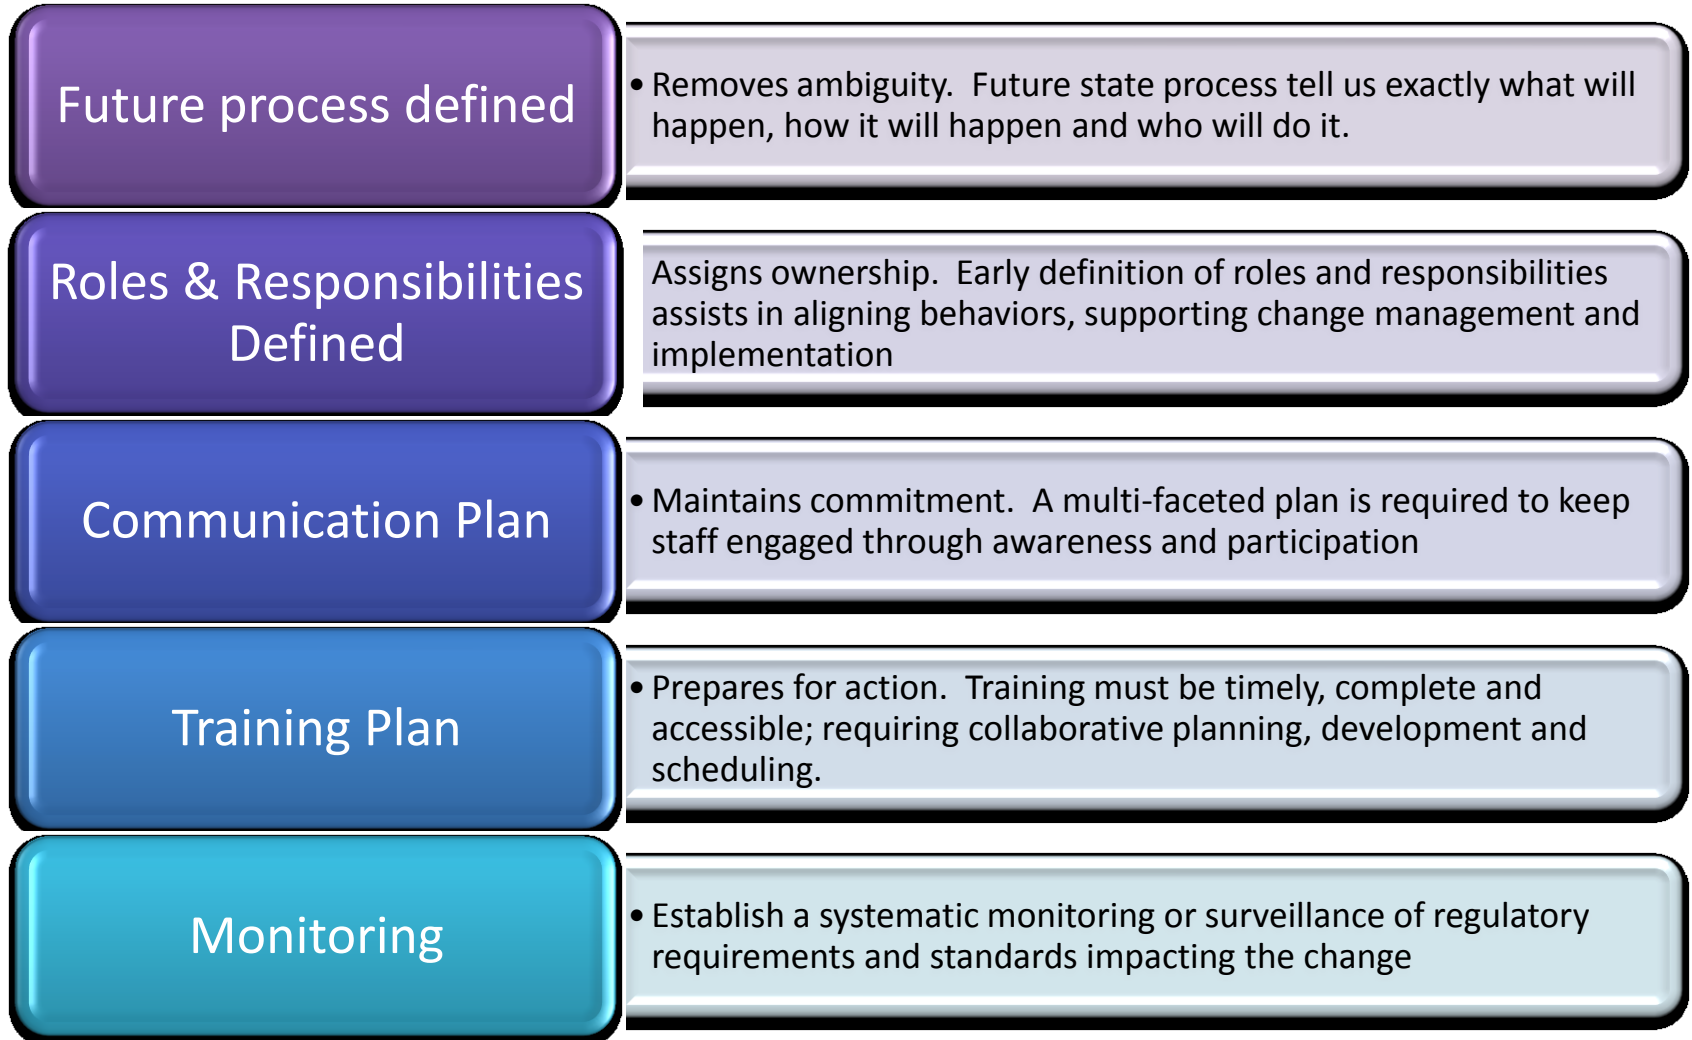 Future process defined
• Removes ambiguity.  Future state process tell us exactly what will
happen, how it will happen and who will do it.
Roles & Responsibilities
Defined
Assigns ownership.  Early definition of roles and responsibilities
assists in aligning behaviors, supporting change management and
implementation
Communication Plan
• Maintains commitment.  A multi-faceted plan is required to keep
staff engaged through awareness and participation
Training Plan
• Prepares for action.  Training must be timely, complete and
accessible; requiring collaborative planning, development and
scheduling.
Monitoring
• Establish a systematic monitoring or surveillance of regulatory
requirements and standards impacting the change